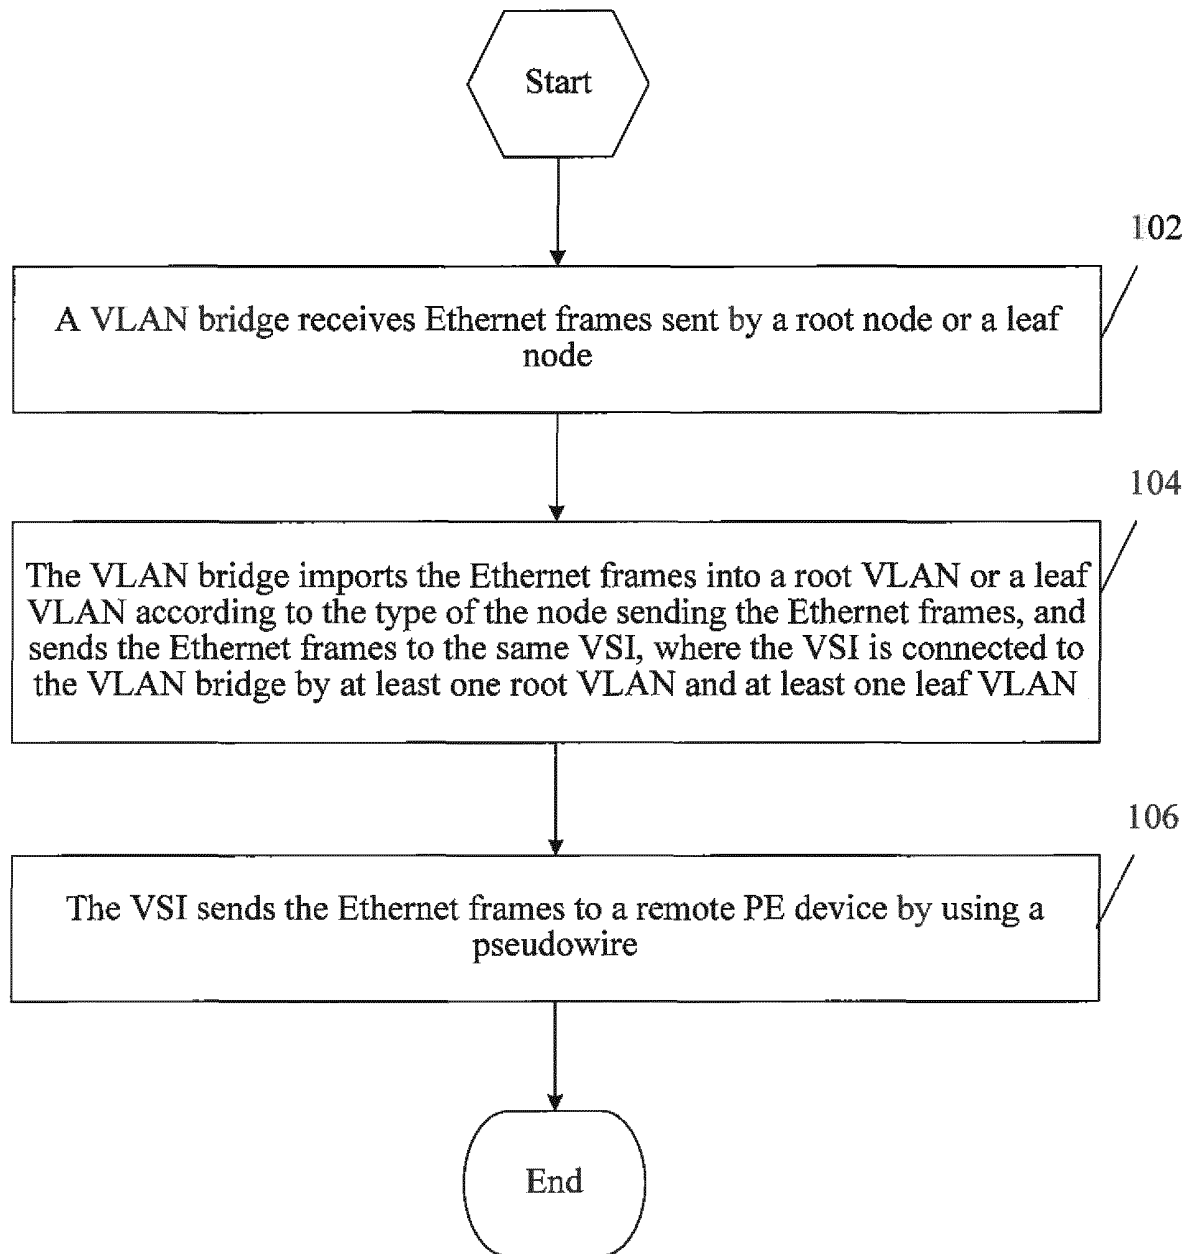 Start
102
A VLAN bridge receives Ethernet frames sent by a root node or a leaf
node
104
The VLAN bridge imports the Ethernet frames into a root VLAN or a leaf
VLAN according to the type of the node sending the Ethernet frames, and
sends the Ethernet frames to the same VSI, where the VSI is connected to
the VLAN bridge by at least one root VLAN and at least one leaf VLAN
106
The VSI sends the Ethernet frames to a remote PE device by using a
pseudowire
End